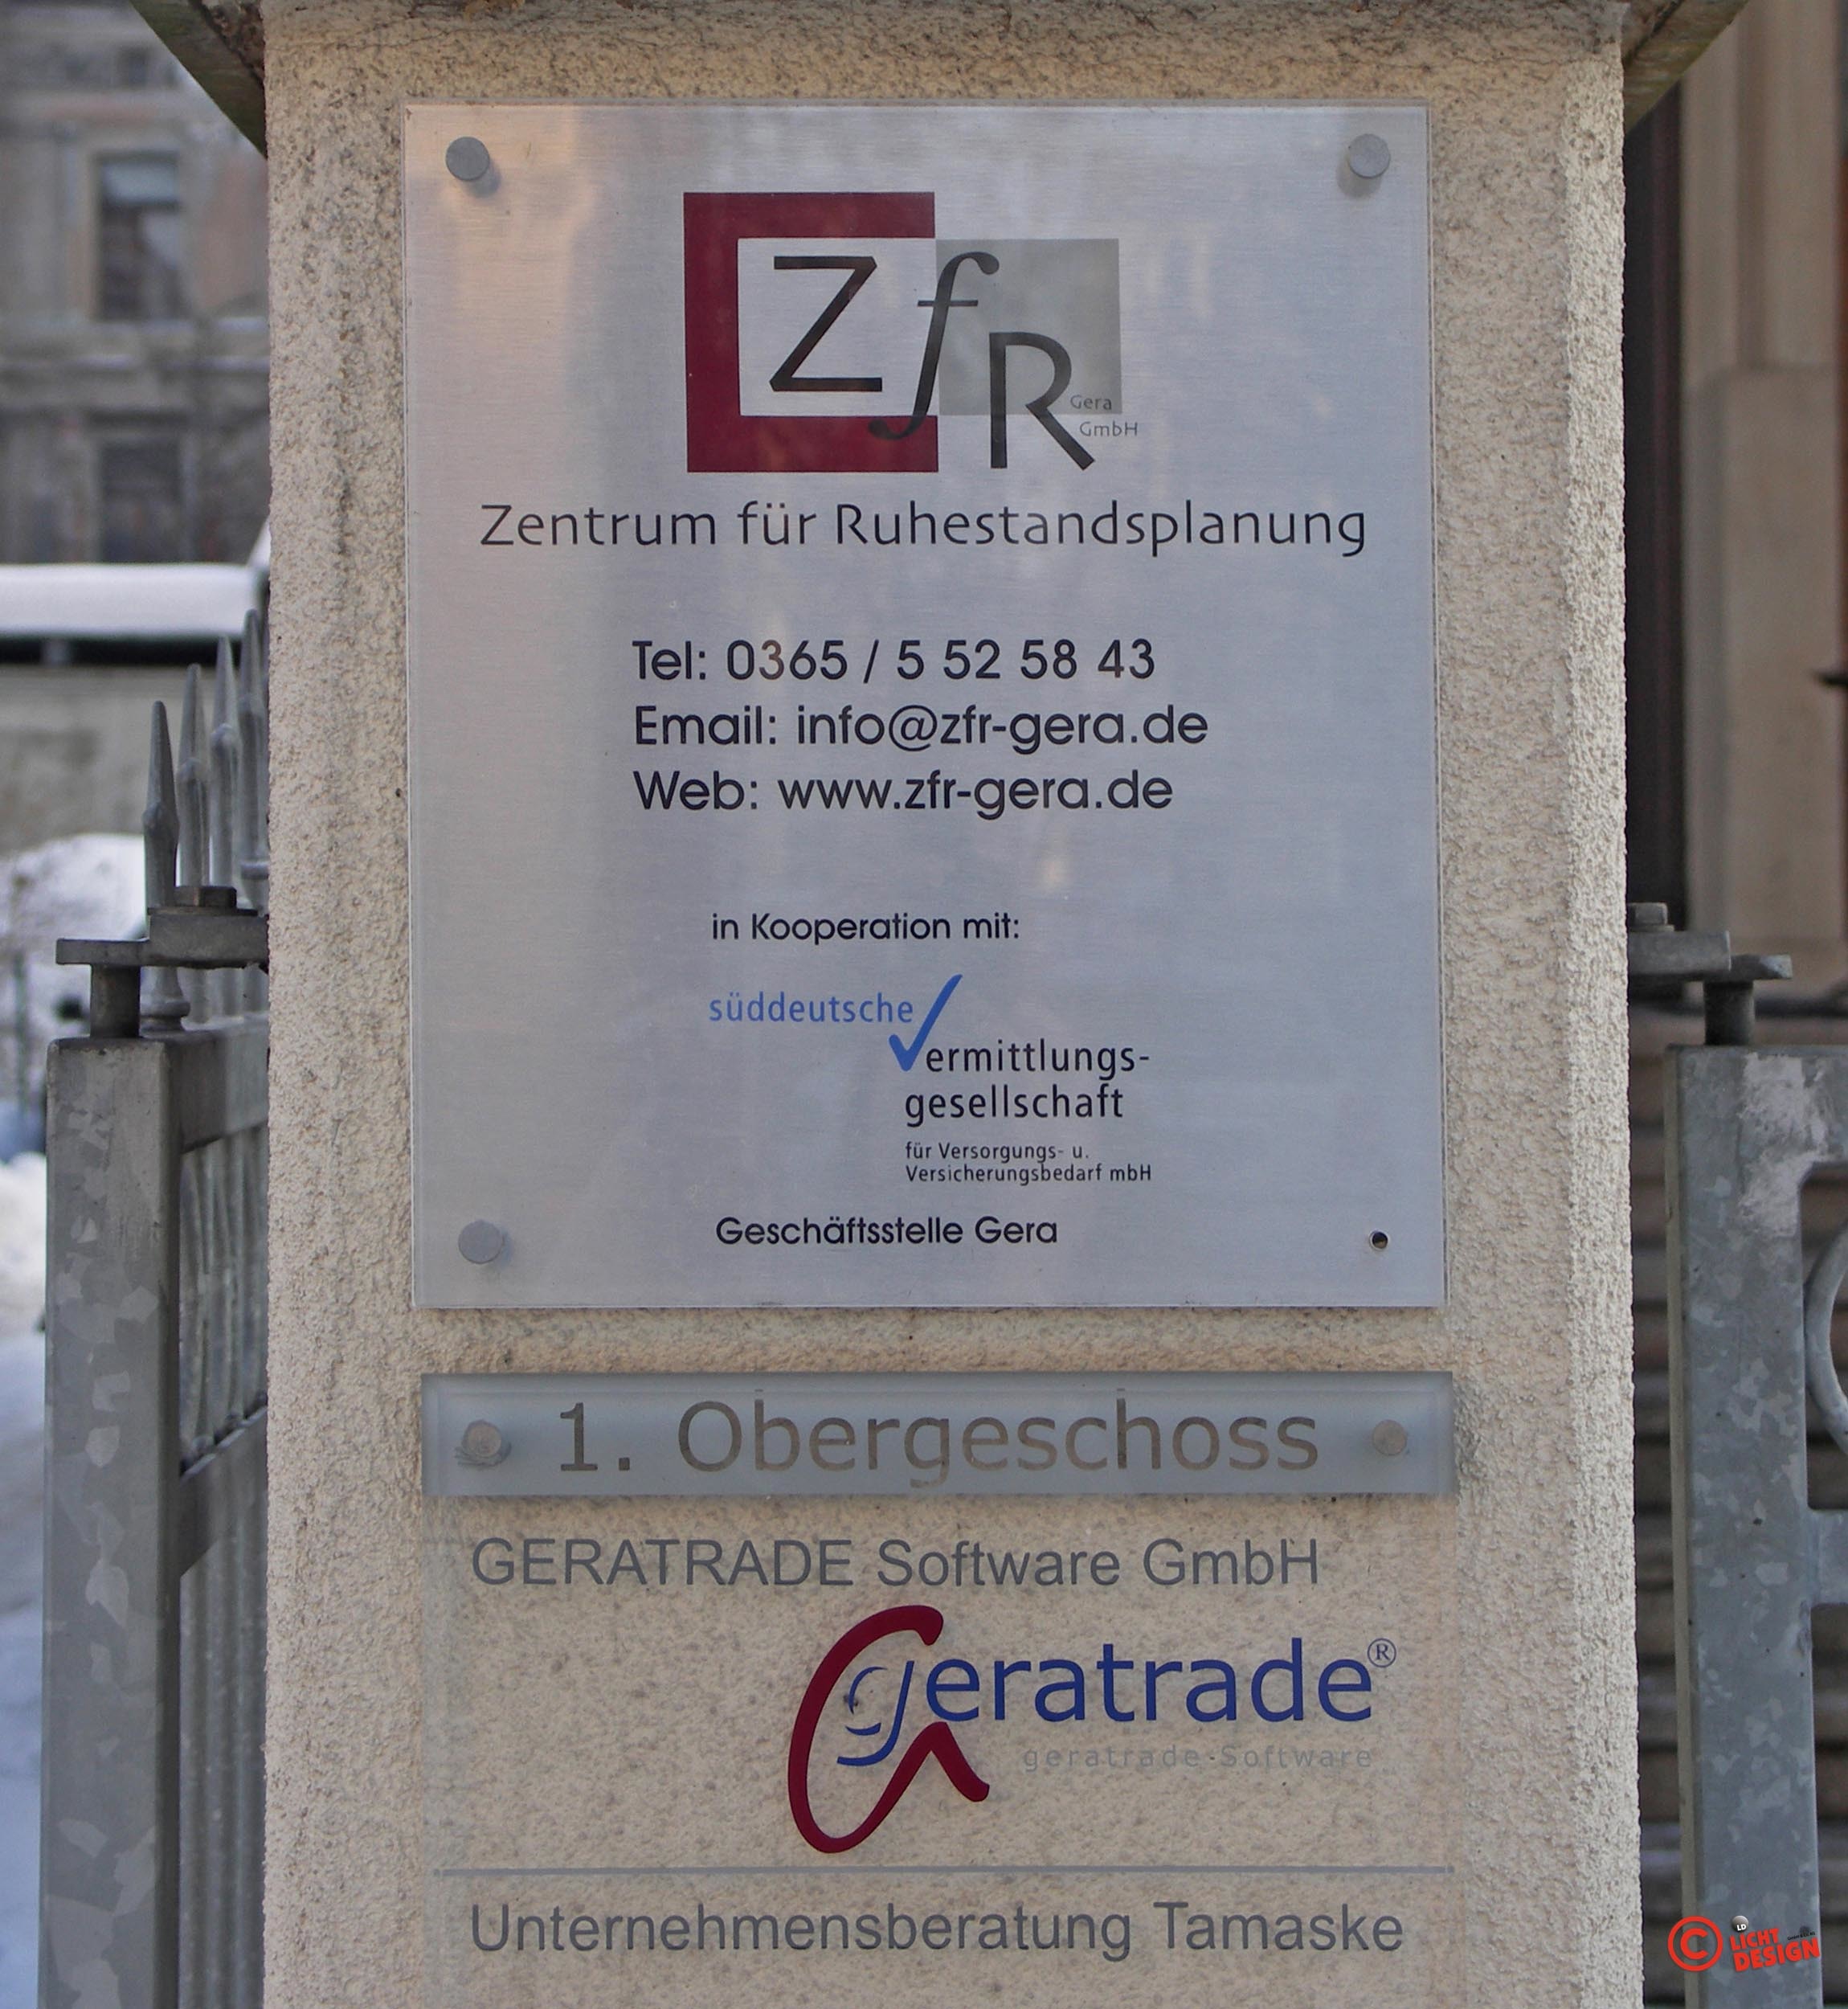 ZfR
Gera
GmbH
Zentrum für Ruhestandsplanung
Tel: 0365 / 5 52 58 43
Email: info@zfr-gera.de
Web: www.zfr-gera.de
in Kooperation mit:
süddeutsche
Vermittlungs-
gesellschaft
für Versorgungs- u.
Versicherungsbedarf mbH
Geschäftsstelle Gera
1. Obergeschoss
GERATRADE Software GmbH
geratrade®
geratrade-Software
Unternehmensberatung Tamaske
© LD
LICHT
DESIGN